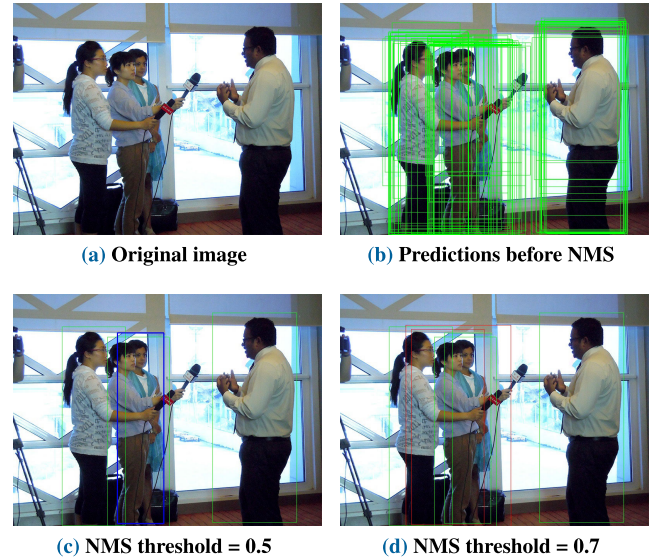 (a) Original image
(b) Predictions before NMS
(c) NMS threshold = 0.5
(d) NMS threshold = 0.7